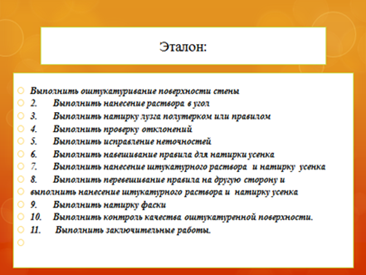 Эталон:
Выполнить оштукатуривание поверхности стены
2. Выполнить нанесение раствора в угол
3. Выполнить натирку лузга полутерком или правилом
4. Выполнить проверку отклонений
5. Выполнить исправление неточностей
6. Выполнить навешивание правила для натирки усенка
7. Выполнить нанесение штукатурного раствора и натирку усенка
8. Выполнить перевешивание правила на другую сторону и
выполнить нанесение штукатурного раствора и натирку усенка
9. Выполнить натирку фаски
10. Выполнить контроль качества оштукатуренной поверхности.
11. Выполнить заключительные работы.